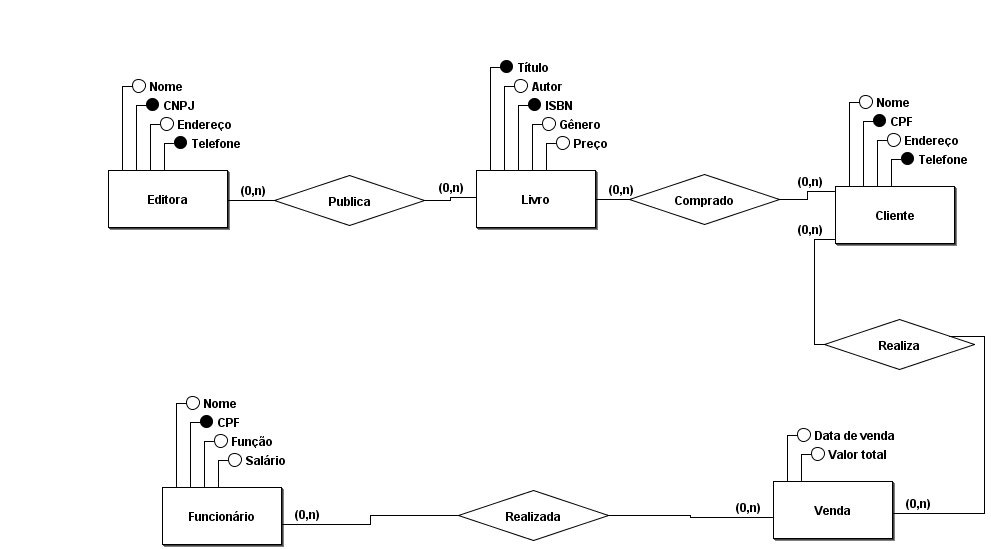 Nome
CNPJ
Endereço
Telefone
Editora
(0,n)
Publica
(0,n)
Título
Autor
ISBN
Gênero
Preço
Livro
(0,n)
Comprado
(0,n)
Nome
CPF
Endereço
Telefone
Cliente
(0,n)
Realiza
Nome
CPF
Função
Salário
Funcionário
(0,n)
Realizada
(0,n)
Data de venda
Valor total
Venda
(0,n)